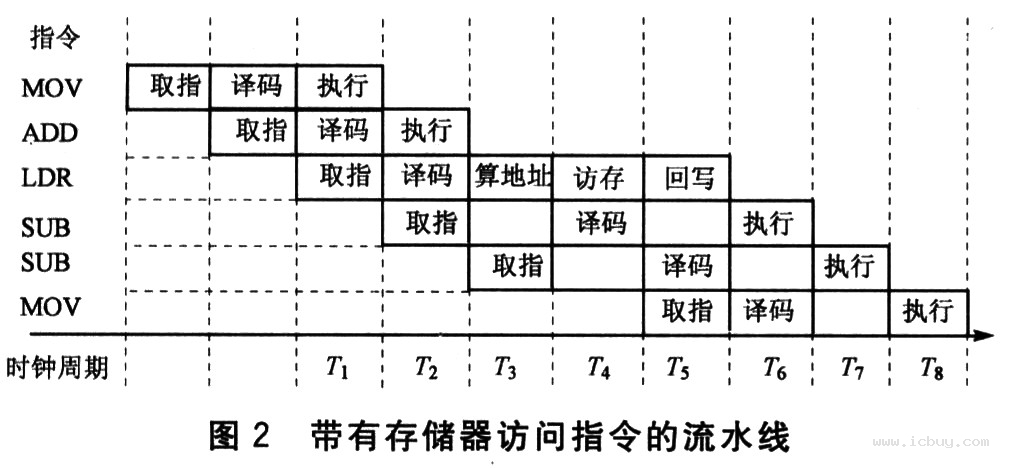 指令
MOV 取指 译码 执行
ADD 取指 译码 执行
LDR 取指 译码 算地址 访存 回写
SUB 取指 译码 执行
SUB 取指 译码 执行
MOV 取指 译码 执行
时钟周期 T1 T2 T3 T4 T5 T6 T7 T8
图2 带有存储器访问指令的流水线
www.icbuy.com